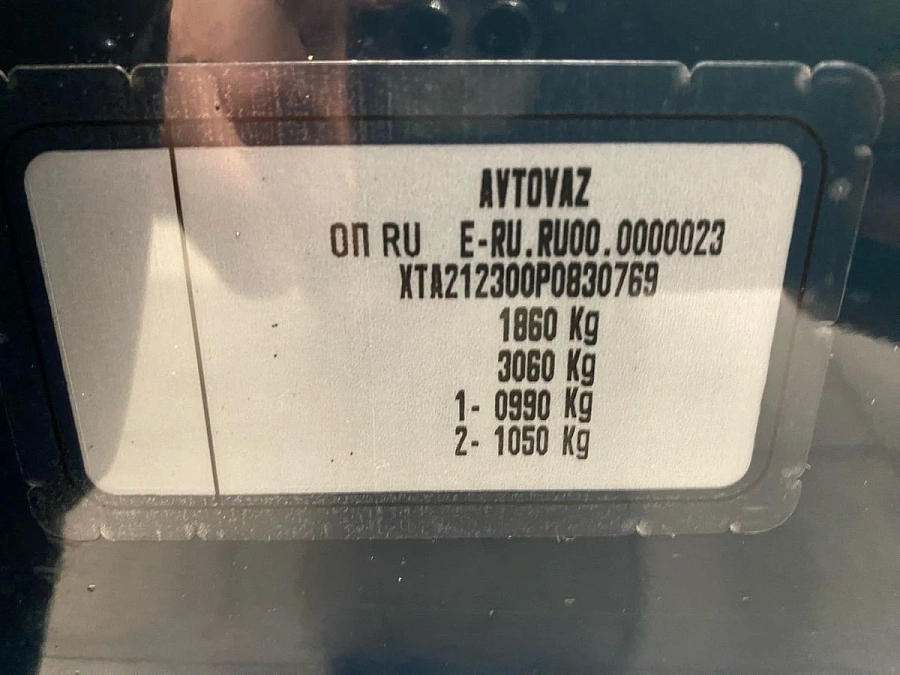 AVTOVAZ
ОП RU E-RU.RU00.0000023
XTA212300P0830769
1860 Kg
3060 Kg
1- 0990 Kg
2- 1050 Kg